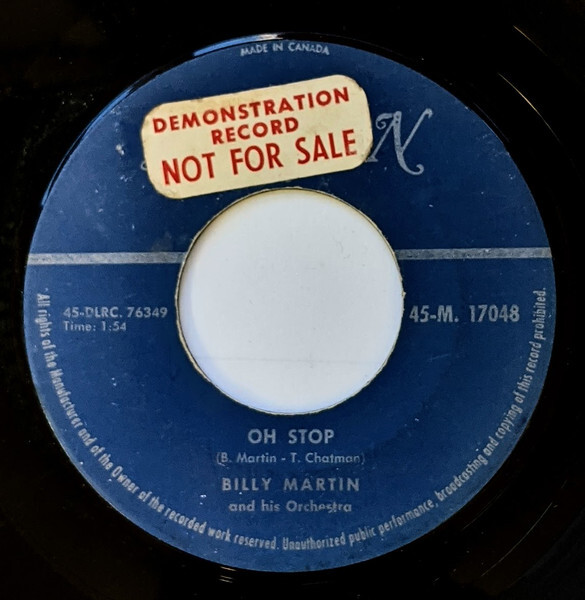 MADE IN CANADA
DEMONSTRATION
RECORD
NOT FOR SALE
N
45-DLRC. 76349
Time: 1:54
45-M. 17048
OH STOP
(B. Martin - T. Chatman)
BILLY MARTIN
and his Orchestra
All rights of the Manufacturer and of the Owner of the recorded work reserved. Unauthorized public performance, broadcasting and copying of this record prohibited.